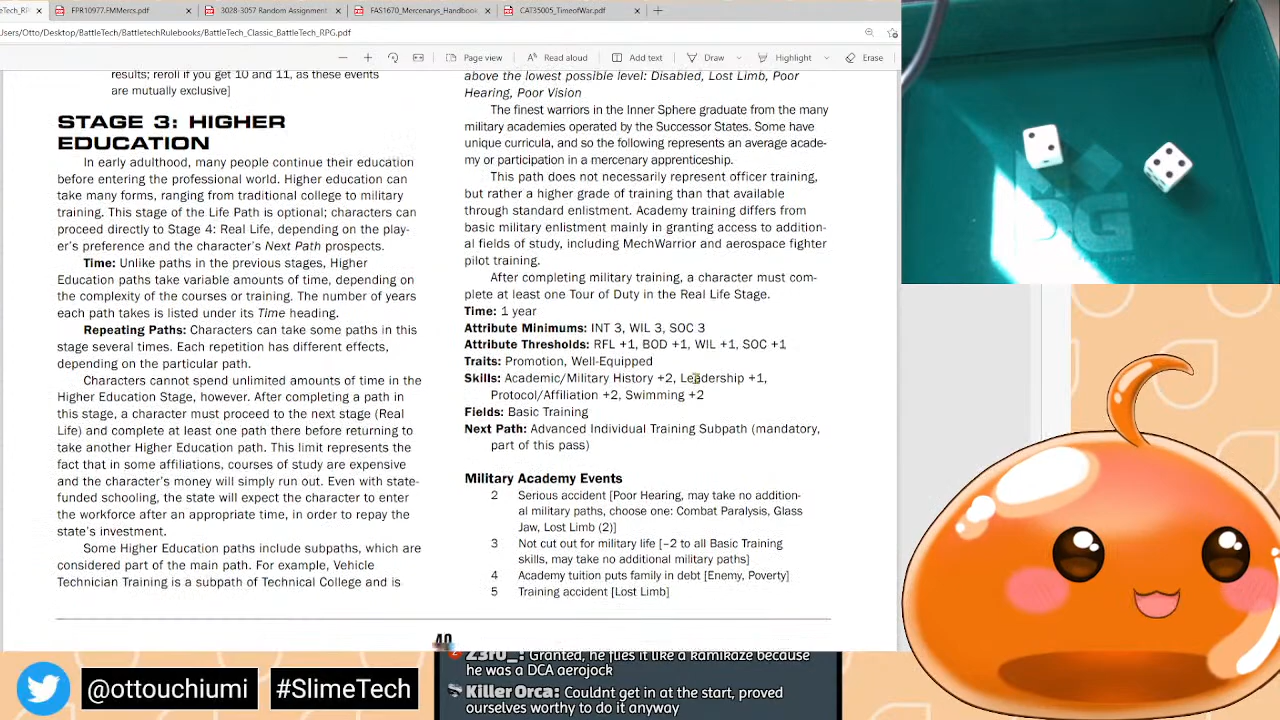 FPR10977.FMMercs.pdf
3028-3057 Random Assignment
FAS1670_Mercenarys_Handbook
CAT35005_TimeofWar.pdf
Users/Otto/Desktop/BattleTech/BattletechRulebooks/BattleTech_Classic_BattleTech_RPG.pdf
Page view
Read aloud
Add text
Draw
Highlight
Erase
results; reroll if you get 10 and 11, as these events
are mutually exclusive]
STAGE 3: HIGHER
EDUCATION
In early adulthood, many people continue their education
before entering the professional world. Higher education can
take many forms, ranging from traditional college to military
training. This stage of the Life Path is optional; characters can
proceed directly to Stage 4: Real Life, depending on the play-
er's preference and the character's Next Path prospects.
Time: Unlike paths in the previous stages, Higher
Education paths take variable amounts of time, depending on
the complexity of the courses or training. The number of years
each path takes is listed under its Time heading.
Repeating Paths: Characters can take some paths in this
stage several times. Each repetition has different effects,
depending on the particular path.
Characters cannot spend unlimited amounts of time in the
Higher Education Stage, however. After completing a path in
this stage, a character must proceed to the next stage (Real
Life) and complete at least one path there before returning to
take another Higher Education path. This limit represents the
fact that in some affiliations, courses of study are expensive
and the character's money will simply run out. Even with state-
funded schooling, the state will expect the character to enter
the workforce after an appropriate time, in order to repay the
state's investment.
Some Higher Education paths include subpaths, which are
considered part of the main path. For example, Vehicle
Technician Training is a subpath of Technical College and is
above the lowest possible level: Disabled, Lost Limb, Poor
Hearing, Poor Vision
The finest warriors in the Inner Sphere graduate from the many
military academies operated by the Successor States. Some have
unique curricula, and so the following represents an average acade-
my or participation in a mercenary apprenticeship.
This path does not necessarily represent officer training,
but rather a higher grade of training than that available
through standard enlistment. Academy training differs from
basic military enlistment mainly in granting access to addition-
al fields of study, including MechWarrior and aerospace fighter
pilot training.
After completing military training, a character must com-
plete at least one Tour of Duty in the Real Life Stage.
Time: 1 year
Attribute Minimums: INT 3, WIL 3, SOC 3
Attribute Thresholds: RFL +1, BOD +1, WIL +1, SOC +1
Traits: Promotion, Well-Equipped
Skills: Academic/Military History +2, Leadership +1,
Protocol/Affiliation +2, Swimming +2
Fields: Basic Training
Next Path: Advanced Individual Training Subpath (mandatory,
part of this pass)
Military Academy Events
2 Serious accident [Poor Hearing, may take no addition-
al military paths, choose one: Combat Paralysis, Glass
Jaw, Lost Limb (2)]
3 Not cut out for military life [–2 to all Basic Training
skills, may take no additional military paths]
4 Academy tuition puts family in debt [Enemy, Poverty]
5 Training accident [Lost Limb]
40
@ottouchiumi
#SlimeTech
Z3ro_: Granted, he flies it like a kamikaze because
he was a DCA aerojock
Killer Orca: Couldnt get in at the start, proved
ourselves worthy to do it anyway